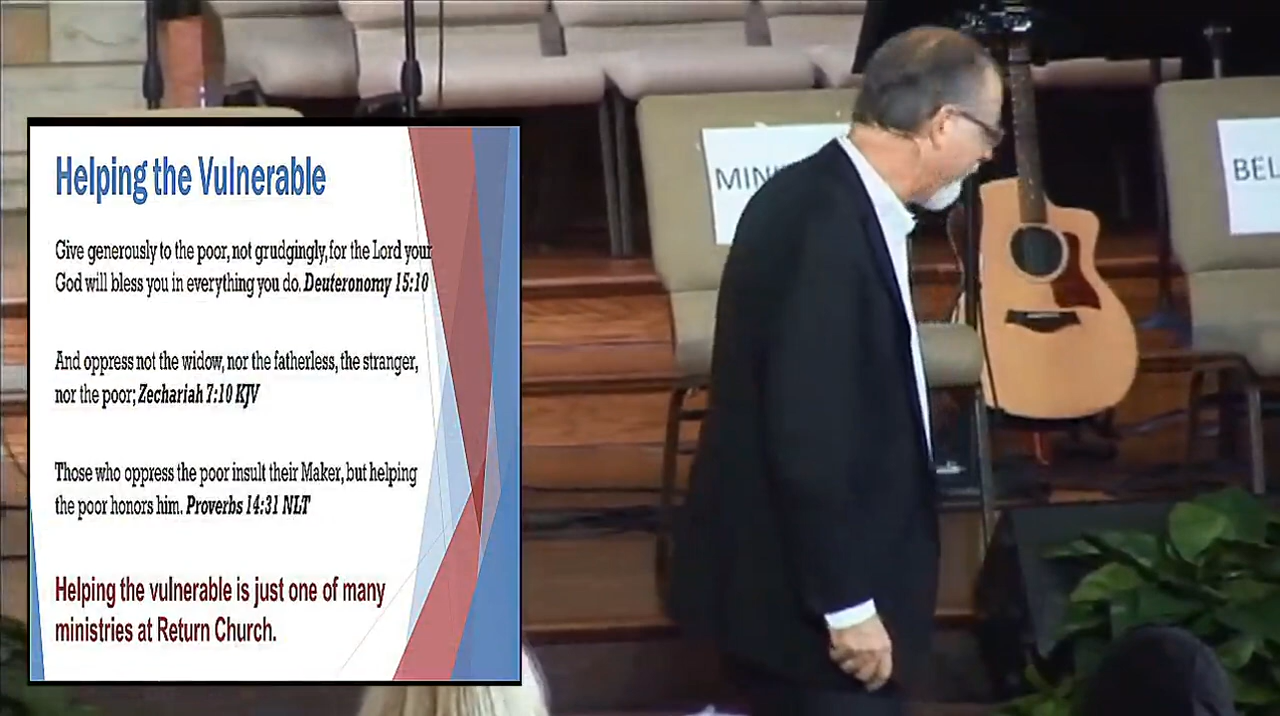 Helping the Vulnerable
Give generously to the poor, not grudgingly, for the Lord your
God will bless you in everything you do. Deuteronomy 15:10
And oppress not the widow, nor the fatherless, the stranger,
nor the poor; Zechariah 7:10 KJV
Those who oppress the poor insult their Maker, but helping
the poor honors him. Proverbs 14:31 NLT
Helping the vulnerable is just one of many
ministries at Return Church.
MIN
BEL